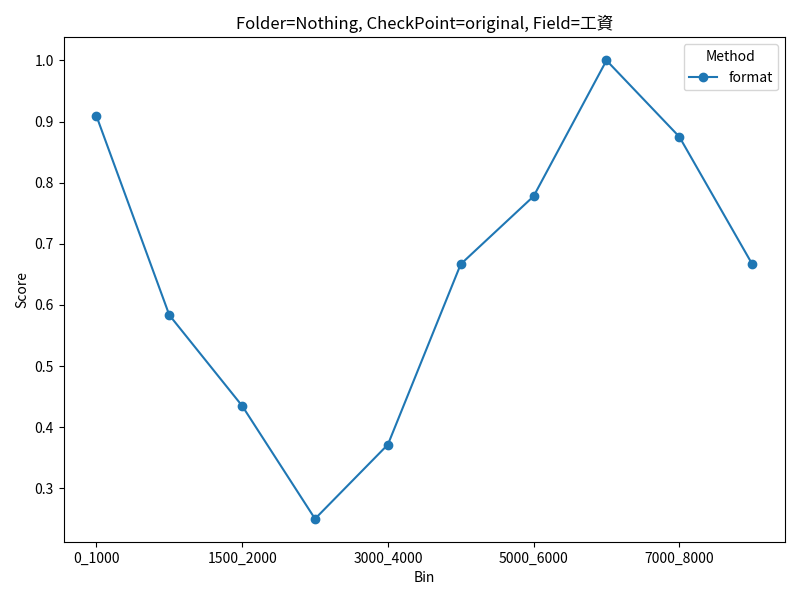 Folder=Nothing, CheckPoint=original, Field=工資
Method
format
Score
1.0
0.9
0.8
0.7
0.6
0.5
0.4
0.3
0_1000
1500_2000
3000_4000
5000_6000
7000_8000
Bin